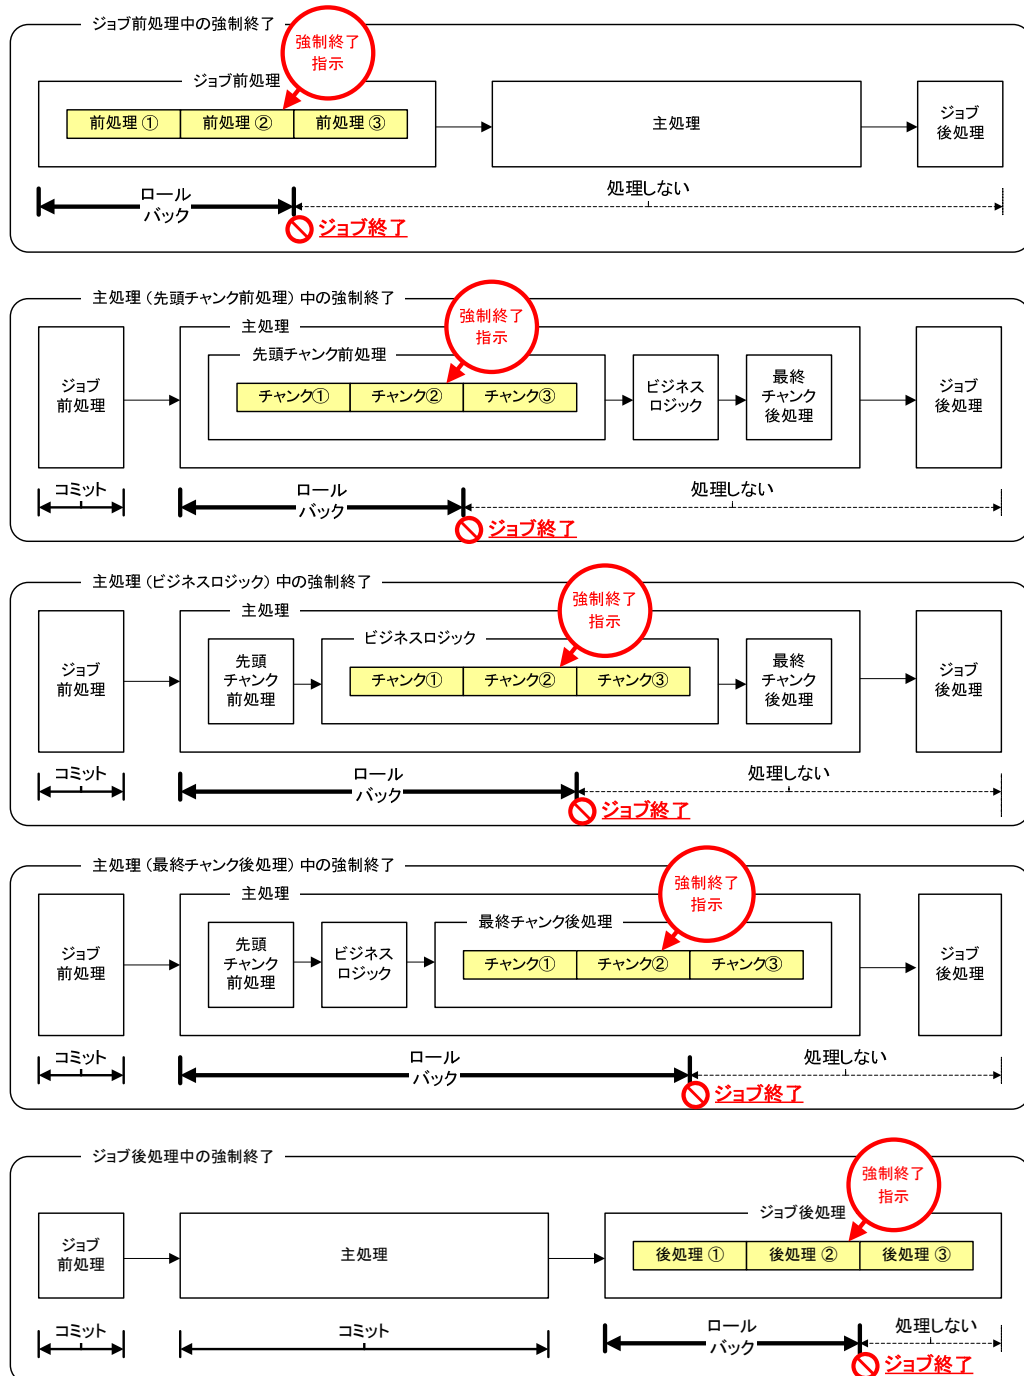 ジョブ前処理中の強制終了
強制終了
指示
ジョブ前処理
前処理 ①
前処理 ②
前処理 ③
主処理
ジョブ
後処理
ロール
バック
処理しない
ジョブ終了
主処理（先頭チャンク前処理）中の強制終了
強制終了
指示
主処理
先頭チャンク前処理
ジョブ
前処理
チャンク①
チャンク②
チャンク③
ビジネス
ロジック
最終
チャンク
後処理
ジョブ
後処理
コミット
ロール
バック
処理しない
ジョブ終了
主処理（ビジネスロジック）中の強制終了
強制終了
指示
主処理
ビジネスロジック
ジョブ
前処理
先頭
チャンク
前処理
チャンク①
チャンク②
チャンク③
最終
チャンク
後処理
ジョブ
後処理
コミット
ロール
バック
処理しない
ジョブ終了
主処理（最終チャンク後処理）中の強制終了
強制終了
指示
主処理
最終チャンク後処理
ジョブ
前処理
先頭
チャンク
前処理
ビジネス
ロジック
チャンク①
チャンク②
チャンク③
ジョブ
後処理
コミット
ロール
バック
処理しない
ジョブ終了
ジョブ後処理中の強制終了
強制終了
指示
ジョブ後処理
ジョブ
前処理
主処理
後処理 ①
後処理 ②
後処理 ③
コミット
コミット
ロール
バック
処理しない
ジョブ終了